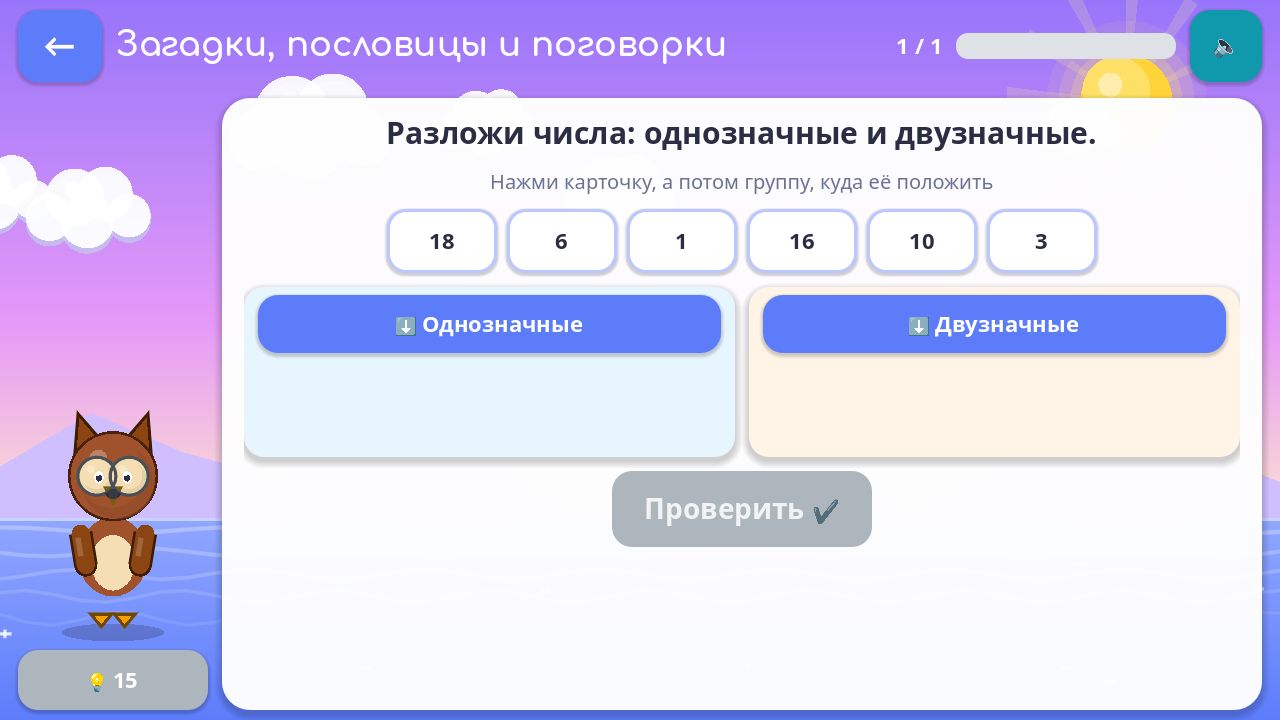 Загадки, пословицы и поговорки
1 / 1
Разложи числа: однозначные и двузначные.
Нажми карточку, а потом группу, куда её положить
18 6 1 16 10 3
⬇️ Однозначные ⬇️ Двузначные
Проверить ✔️
💡 15